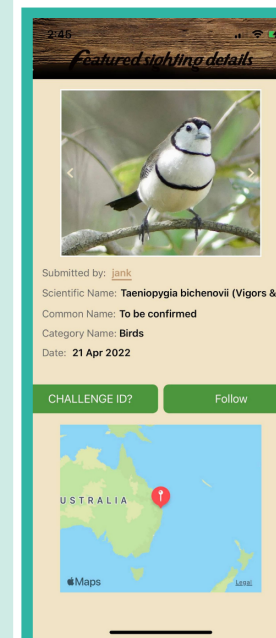 2:45
Featured sighting details
Submitted by: jank
Scientific Name: Taeniopygia bichenovii (Vigors &
Common Name: To be confirmed
Category Name: Birds
Date: 21 Apr 2022
CHALLENGE ID?
Follow
USTRALIA
Maps
Legal